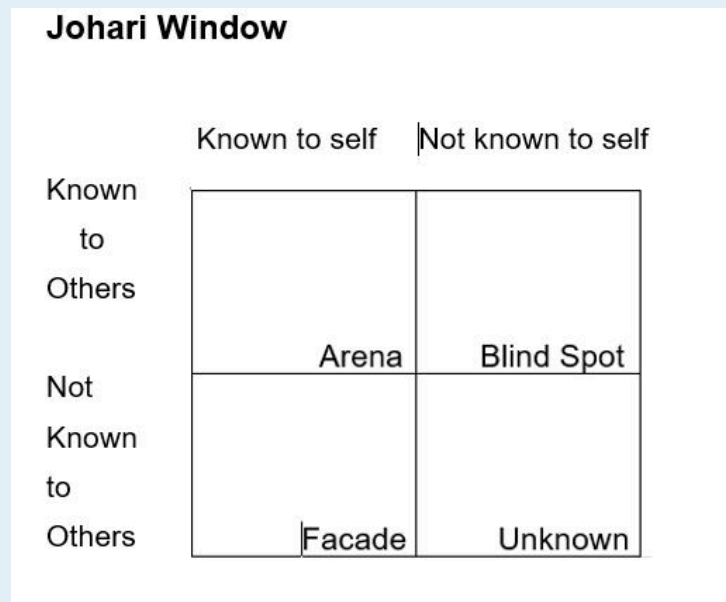 Johari Window
Known to self Not known to self
Known
to
Others
Arena Blind Spot
Not
Known
to
Others
Facade Unknown